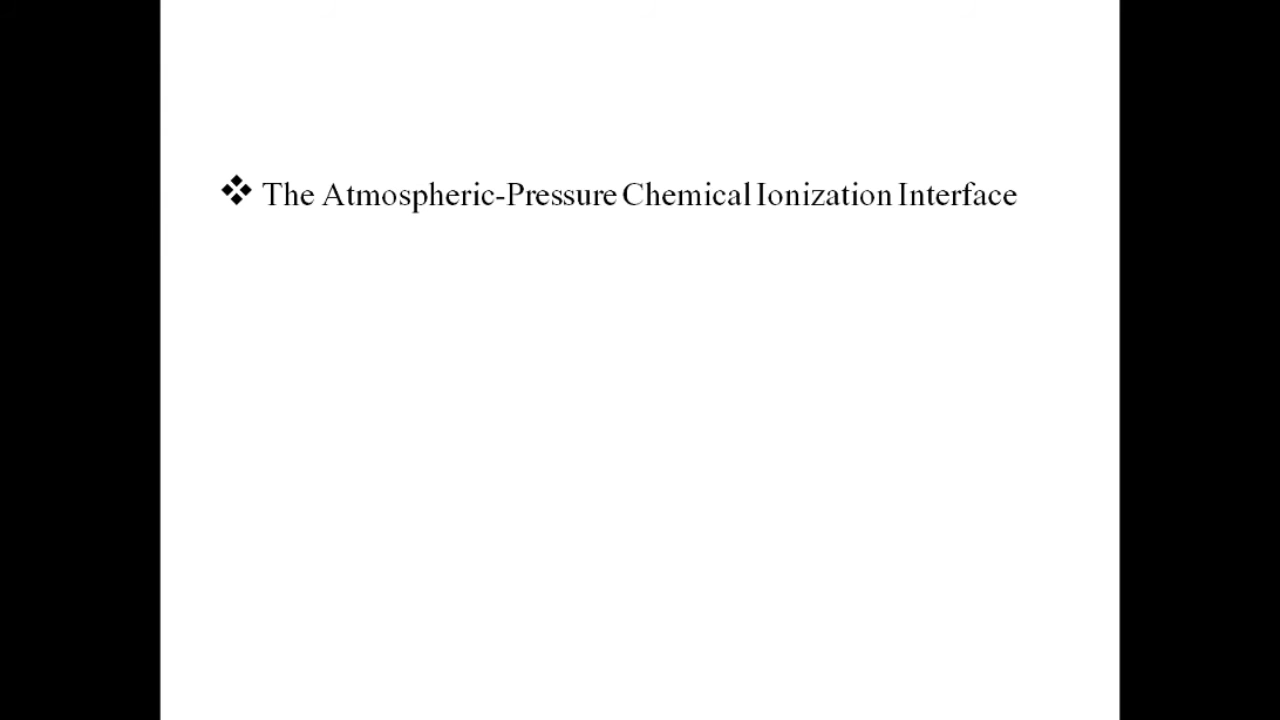 ❖ The Atmospheric-Pressure Chemical Ionization Interface